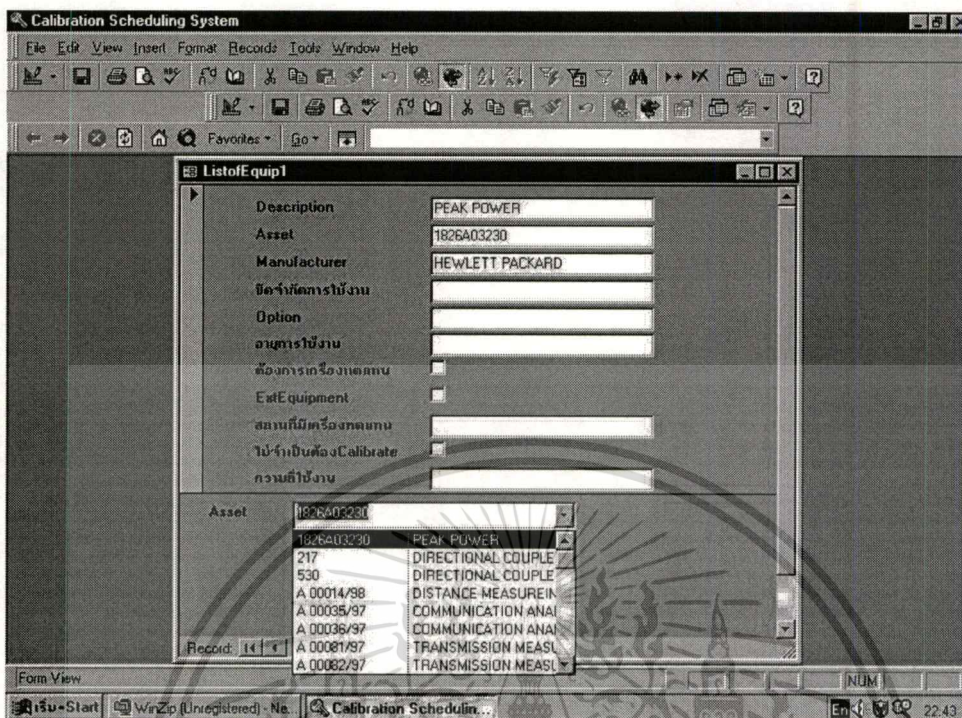 Calibration Scheduling System
File Edit View Insert Format Records Tools Window Help
Favorites Go
ListofEquip1
Description PEAK POWER
Asset 1826A03230
Manufacturer HEWLETT PACKARD
ขีดจำกัดการใช้งาน
Option
อายุการใช้งาน
ต้องการเครื่องทดแทน
ExtEquipment
สถานที่มีเครื่องทดแทน
ไม่จำเป็นต้องCalibrate
ความถี่ใช้งาน
Asset 1826A03230
1826A03230 PEAK POWER
217 DIRECTIONAL COUPLE
530 DIRECTIONAL COUPLE
A 00014/98 DISTANCE MEASUREIN
A 00035/97 COMMUNICATION ANAI
A 00036/97 COMMUNICATION ANAI
A 00081/97 TRANSMISSION MEASU
A 00082/97 TRANSMISSION MEASU
Record:
Form View NUM
เริ่ม-Start WinZip (Unregistered) - Ne... Calibration Schedulin... En 22:43